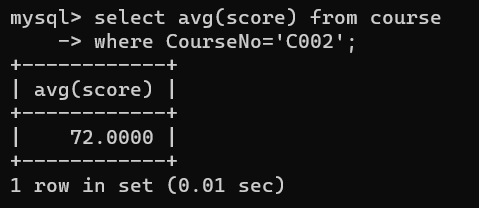 mysql> select avg(score) from course
    -> where CourseNo='C002';
+------------+
| avg(score) |
+------------+
|    72.0000 |
+------------+
1 row in set (0.01 sec)